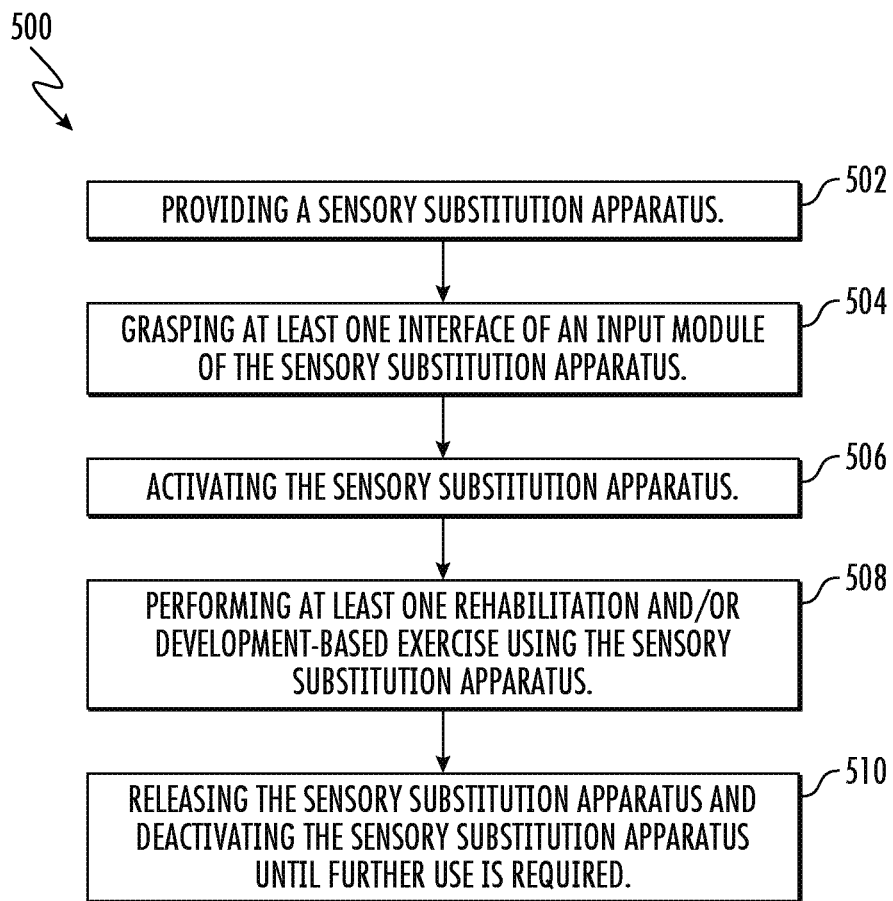 500
502
PROVIDING A SENSORY SUBSTITUTION APPARATUS.
504
GRASPING AT LEAST ONE INTERFACE OF AN INPUT MODULE
OF THE SENSORY SUBSTITUTION APPARATUS.
506
ACTIVATING THE SENSORY SUBSTITUTION APPARATUS.
508
PERFORMING AT LEAST ONE REHABILITATION AND/OR
DEVELOPMENT-BASED EXERCISE USING THE SENSORY
SUBSTITUTION APPARATUS.
510
RELEASING THE SENSORY SUBSTITUTION APPARATUS AND
DEACTIVATING THE SENSORY SUBSTITUTION APPARATUS
UNTIL FURTHER USE IS REQUIRED.